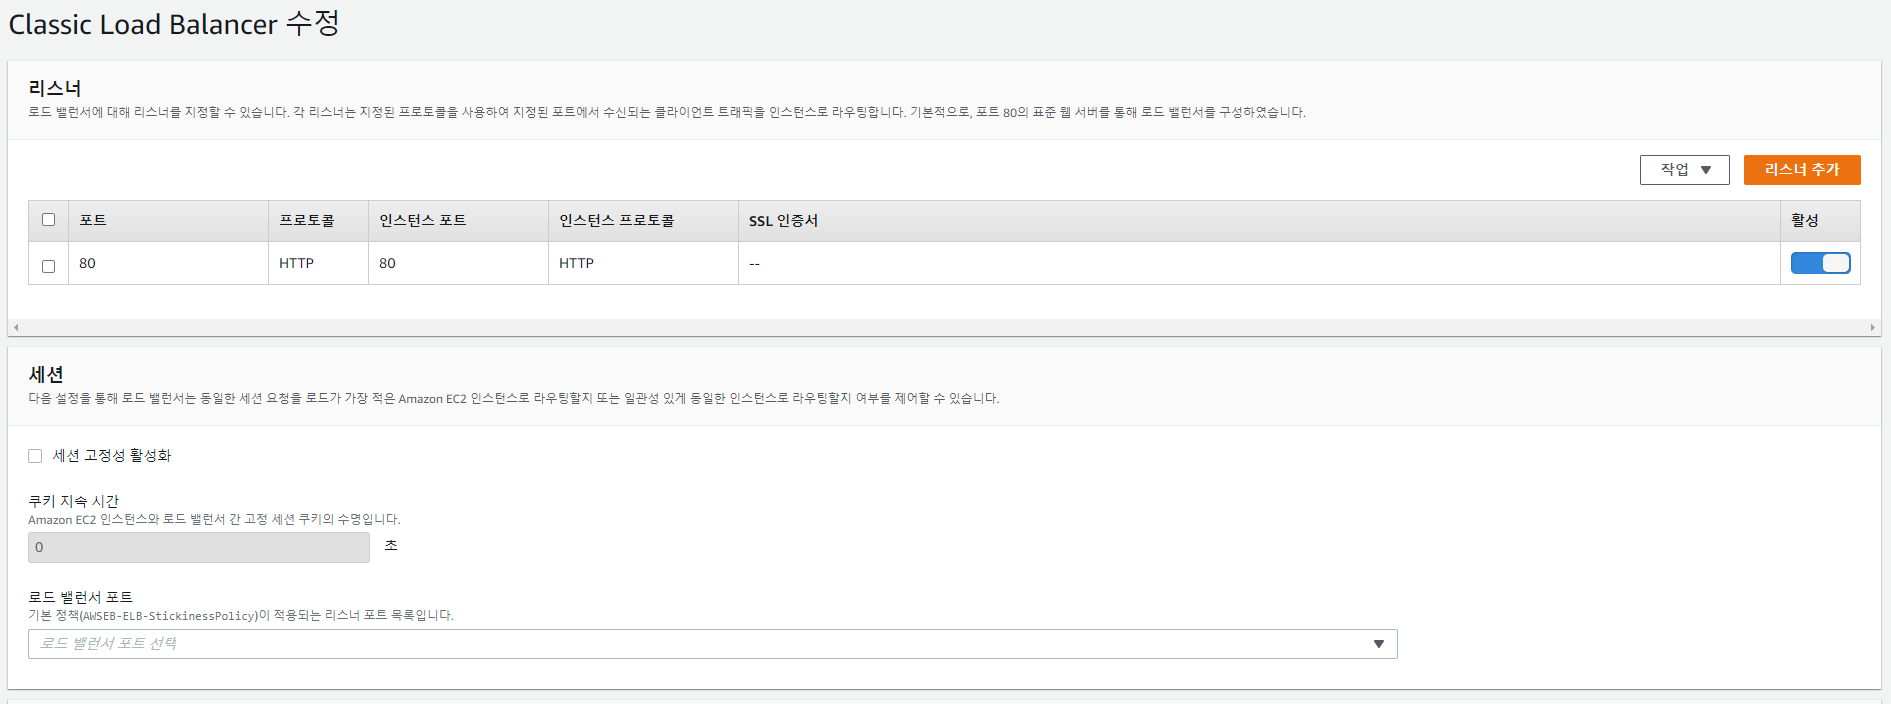 Classic Load Balancer 수정
리스너
로드 밸런서에 대해 리스너를 지정할 수 있습니다. 각 리스너는 지정된 프로토콜을 사용하여 지정된 포트에서 수신되는 클라이언트 트래픽을 인스턴스로 라우팅합니다. 기본적으로, 포트 80의 표준 웹 서버를 통해 로드 밸런서를 구성하였습니다.
작업 리스너 추가
포트 프로토콜 인스턴스 포트 인스턴스 프로토콜 SSL 인증서 활성
80 HTTP 80 HTTP --
세션
다음 설정을 통해 로드 밸런서는 동일한 세션 요청을 로드가 가장 적은 Amazon EC2 인스턴스로 라우팅할지 또는 일관성 있게 동일한 인스턴스로 라우팅할지 여부를 제어할 수 있습니다.
세션 고정성 활성화
쿠키 지속 시간
Amazon EC2 인스턴스와 로드 밸런서 간 고정 세션 쿠키의 수명입니다.
0 초
로드 밸런서 포트
기본 정책(AWSEB-ELB-StickinessPolicy)이 적용되는 리스너 포트 목록입니다.
로드 밸런서 포트 선택